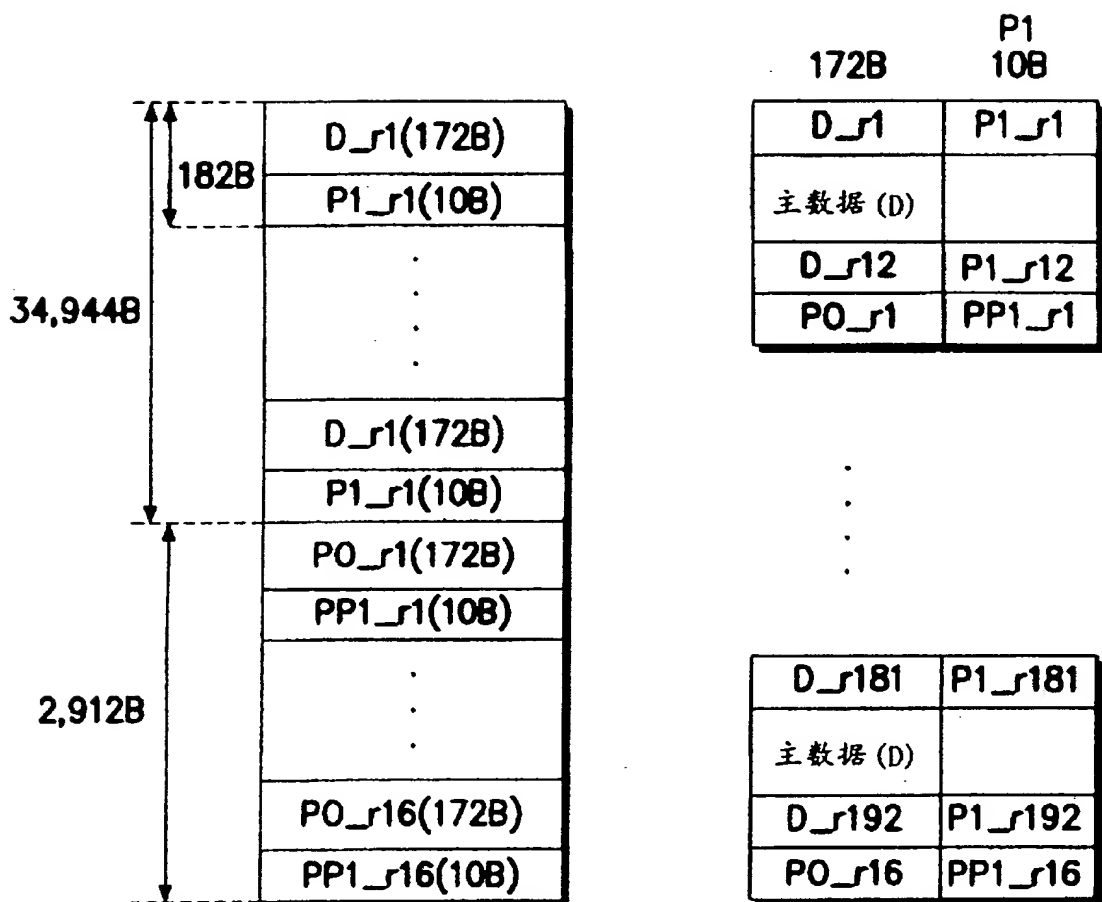 34,944B
182B
2,912B
D_r1(172B)
P1_r1(10B)
D_r1(172B)
P1_r1(10B)
PO_r1(172B)
PP1_r1(10B)
PO_r16(172B)
PP1_r16(10B)
P1
172B 10B
D_r1 P1_r1
主数据(D)
D_r12 P1_r12
PO_r1 PP1_r1
D_r181 P1_r181
主数据(D)
D_r192 P1_r192
PO_r16 PP1_r16